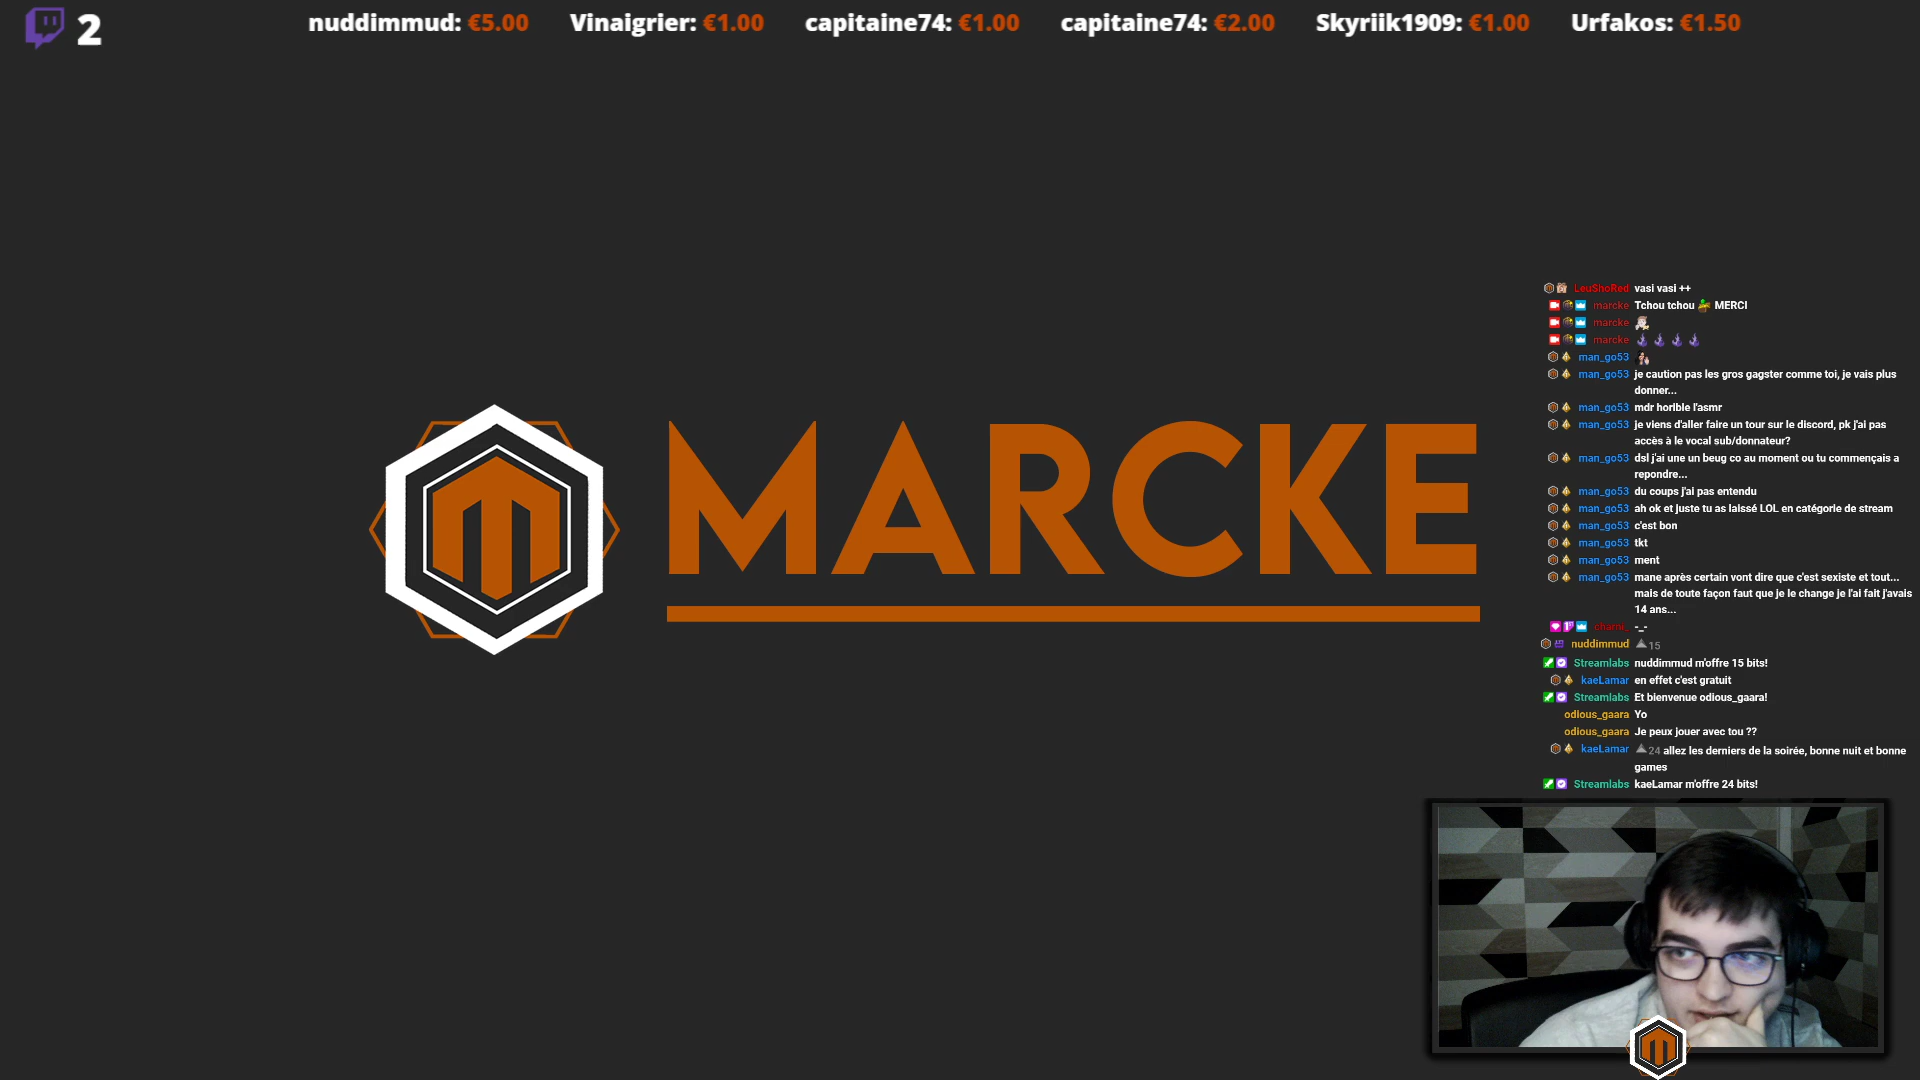 2
nuddimmud: €5.00 Vinaigrier: €1.00 capitaine74: €1.00 capitaine74: €2.00 Skyriik1909: €1.00 Urfakos: €1.50
MARCKE
LeuShoRed vasi vasi ++
marcke Tchou tchou MERCI
marcke
marcke
man_go53
man_go53 je caution pas les gros gagster comme toi, je vais plus
donner...
man_go53 mdr horible l'asmr
man_go53 je viens d'aller faire un tour sur le discord, pk j'ai pas
accès à le vocal sub/donnateur?
man_go53 dsl j'ai une un beug co au moment ou tu commençais a
repondre...
man_go53 du coups j'ai pas entendu
man_go53 ah ok et juste tu as laissé LOL en catégorie de stream
man_go53 c'est bon
man_go53 tkt
man_go53 ment
man_go53 mane après certain vont dire que c'est sexiste et tout...
mais de toute façon faut que je le change je l'ai fait j'avais
14 ans...
-_-
nuddimmud 15
Streamlabs nuddimmud m'offre 15 bits!
kaeLamar en effet c'est gratuit
Streamlabs Et bienvenue odious_gaara!
odious_gaara Yo
odious_gaara Je peux jouer avec tou ??
kaeLamar 24 allez les derniers de la soirée, bonne nuit et bonne
games
Streamlabs kaeLamar m'offre 24 bits!